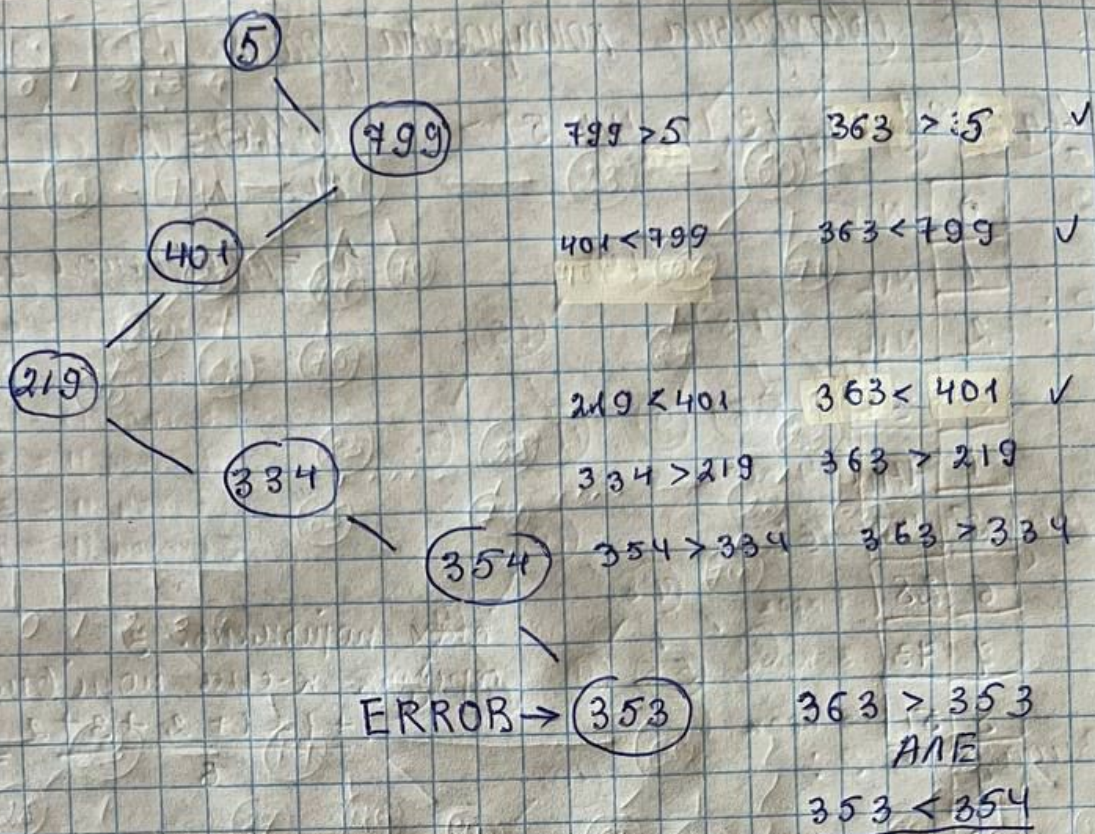 5
799 799 > 5 363 > 5 ✓
401 401 < 799 363 < 799 ✓
219 219 < 401 363 < 401 ✓
334 334 > 219 363 > 219
354 354 > 334 363 > 334
ERROR → 353 363 > 353
АЛЕ
353 < 354